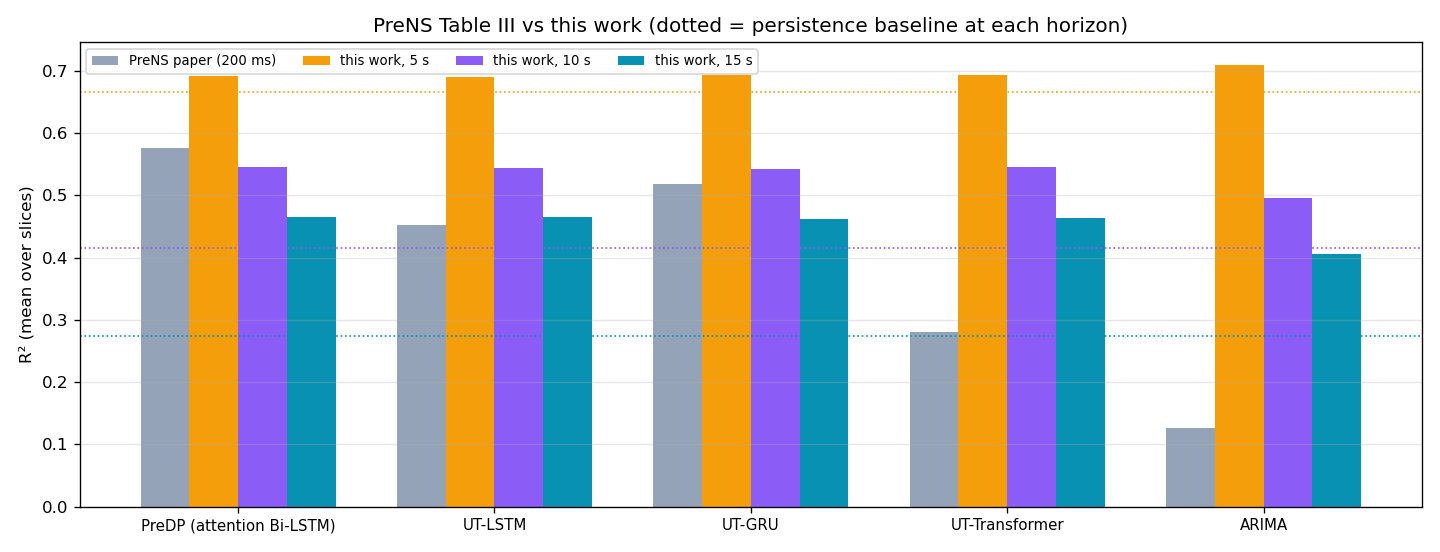 PreNS Table III vs this work (dotted = persistence baseline at each horizon)
PreNS paper (200 ms) this work, 5 s this work, 10 s this work, 15 s
R² (mean over slices)
0.7
0.6
0.5
0.4
0.3
0.2
0.1
0.0
PreDP (attention Bi-LSTM) UT-LSTM UT-GRU UT-Transformer ARIMA